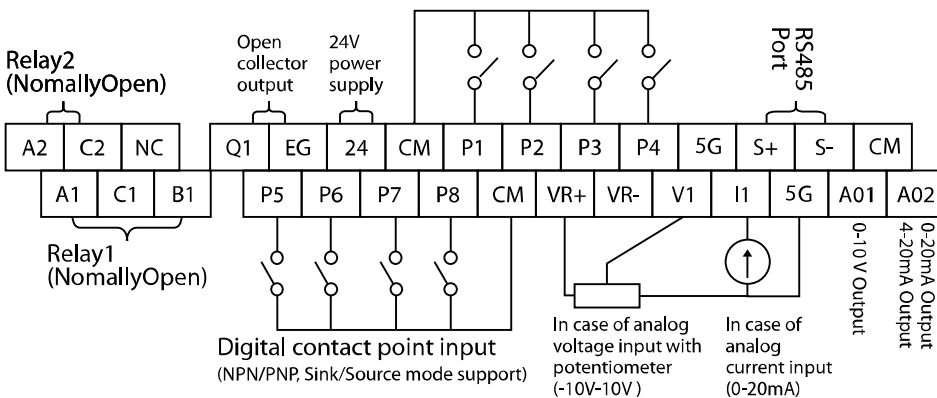 Relay2
(NomallyOpen)
Open
collector
output
24V
power
supply
RS485
Port
A2 C2 NC Q1 EG 24 CM P1 P2 P3 P4 5G S+ S- CM
A1 C1 B1 P5 P6 P7 P8 CM VR+ VR- V1 I1 5G A01 A02
Relay1
(NomallyOpen)
Digital contact point input
(NPN/PNP, Sink/Source mode support)
In case of analog
voltage input with
potentiometer
(-10V-10V )
In case of
analog
current input
(0-20mA)
0-10 V Output
0-20mA Output
4-20mA Output